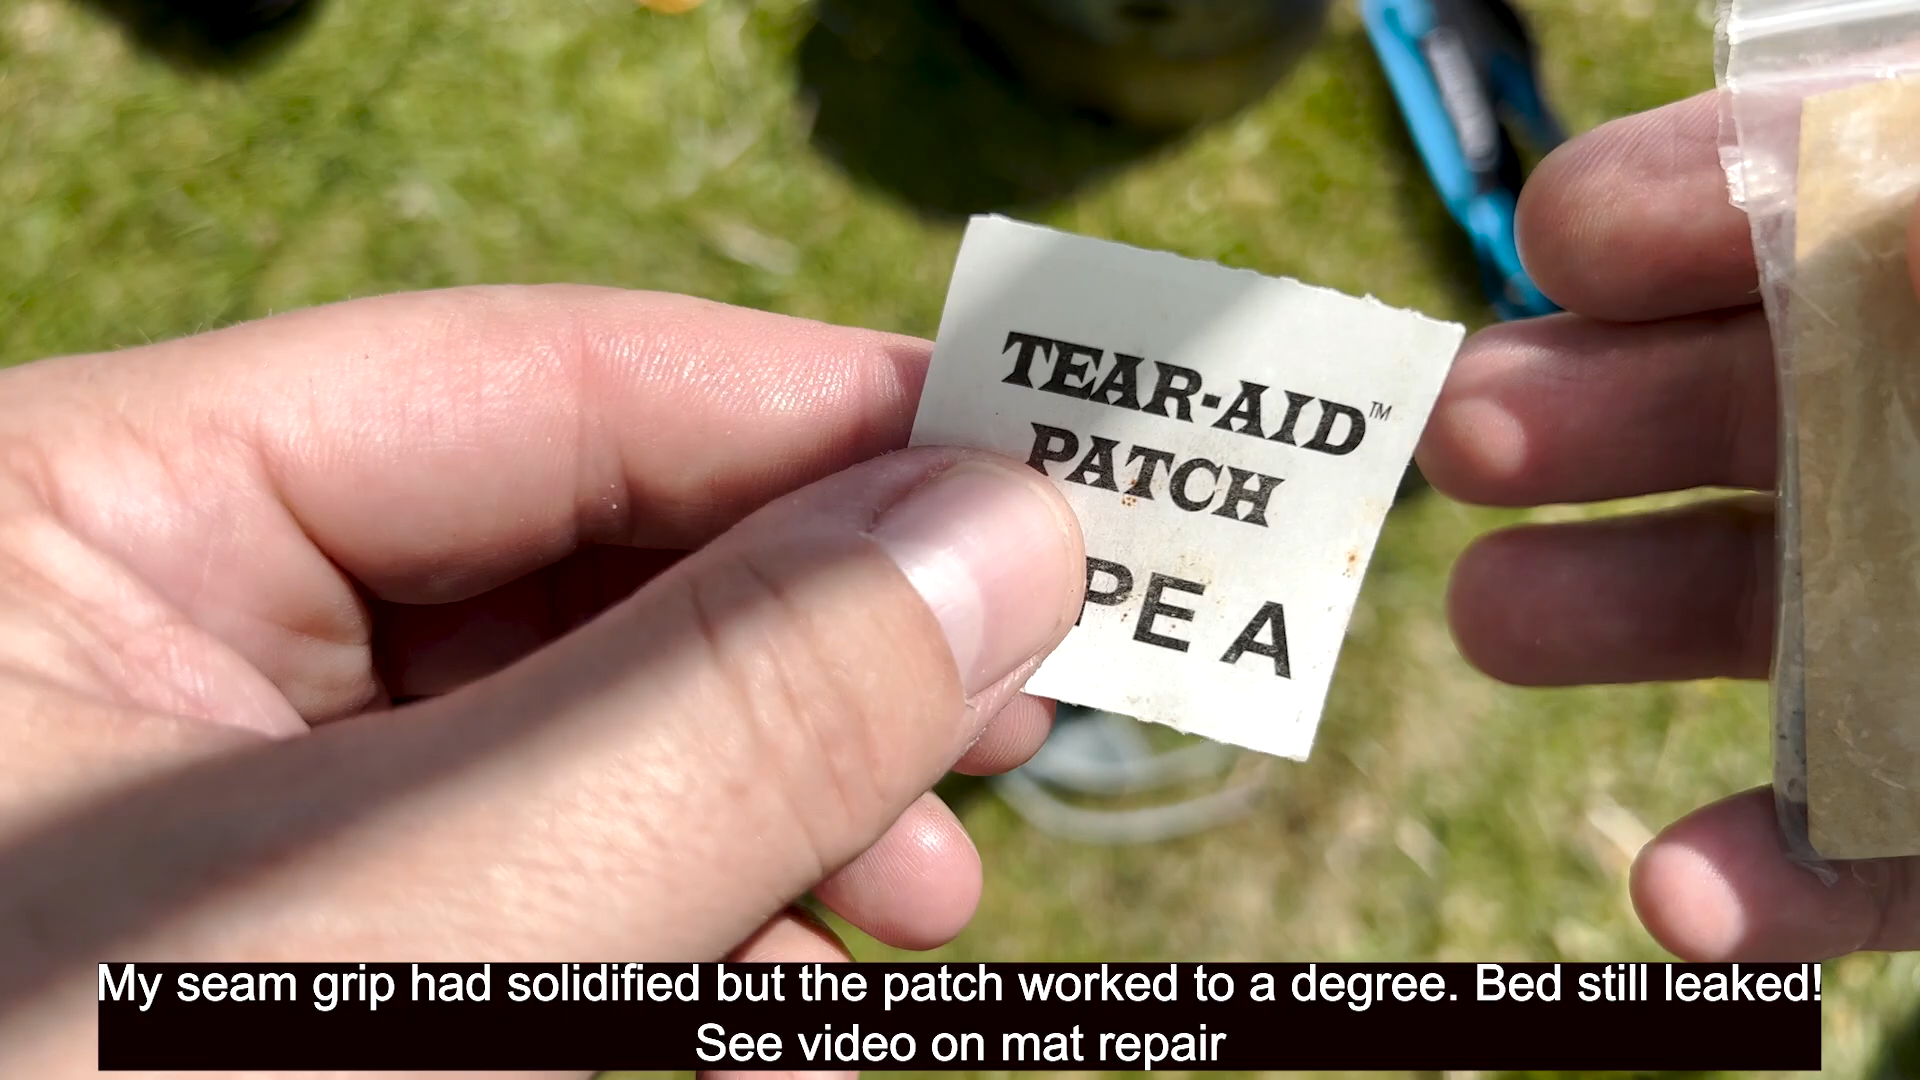 TEAR-AID™
PATCH
PE A
My seam grip had solidified but the patch worked to a degree. Bed still leaked!
See video on mat repair